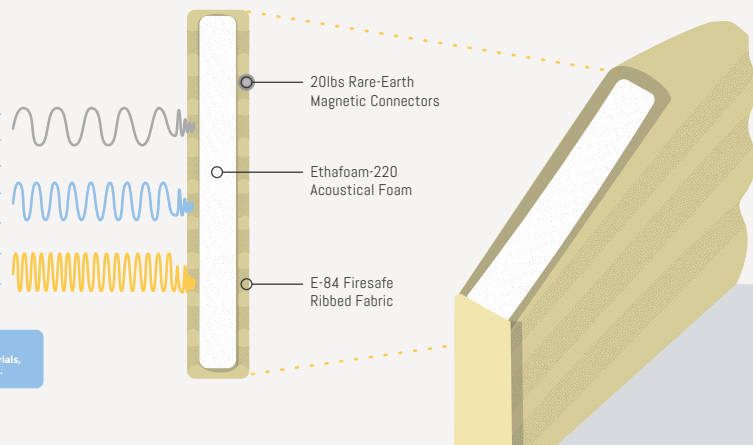 20lbs Rare-Earth
Magnetic Connectors
Ethafoam-220
Acoustical Foam
E-84 Firesafe
Ribbed Fabric